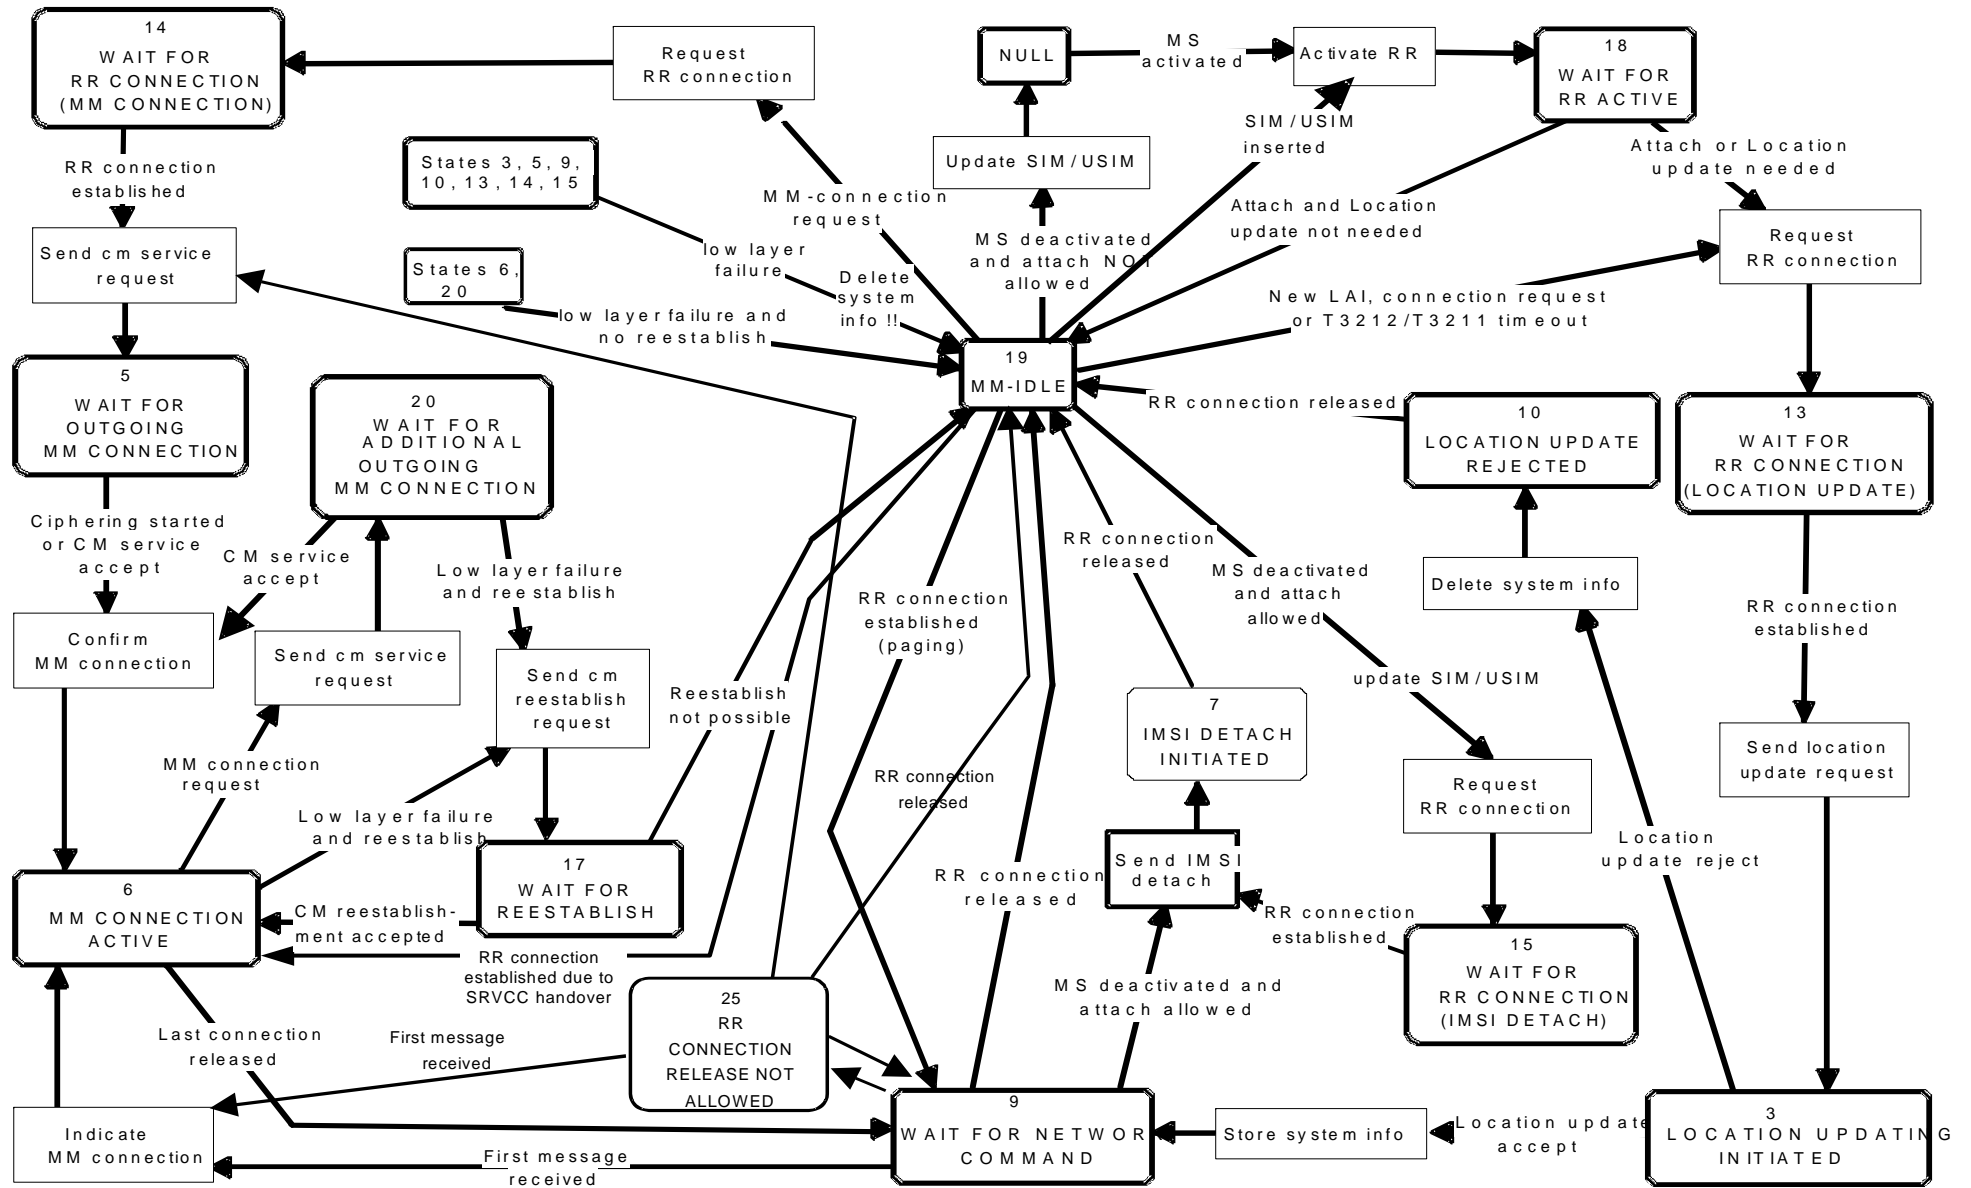 14
WAIT FOR
RR CONNECTION
(MM CONNECTION)
Request
RR connection
NULL
MS
activated
Activate RR
18
WAIT FOR
RR ACTIVE
RR connection
established
States 3, 5, 9,
10, 13, 14, 15
Update SIM/USIM
SIM/USIM
inserted
Attach or Location
update needed
MM-connection
request
Attach and Location
update not needed
Send cm service
request
States 6,
20
low layer
failure
Delete
system
info !!
MS deactivated
and attach NOT
allowed
Request
RR connection
low layer failure and
no reestablish
New LAI, connection request
or T3212/T3211 timeout
19
MM-IDLE
5
WAIT FOR
OUTGOING
MM CONNECTION
20
WAIT FOR
ADDITIONAL
OUTGOING
MM CONNECTION
RR connection released
10
LOCATION UPDATE
REJECTED
13
WAIT FOR
RR CONNECTION
(LOCATION UPDATE)
Ciphering started
or CM service
accept
CM service
accept
Low layer failure
and reestablish
RR connection
released
MS deactivated
and attach
allowed
Delete system info
RR connection
established
(paging)
RR connection
established
Confirm
MM connection
Send cm service
request
Send cm
reestablish
request
Reestablish
not possible
7
IMSI DETACH
INITIATED
update SIM/USIM
MM connection
request
RR connection
released
Request
RR connection
Send location
update request
Low layer failure
and reestablish
17
WAIT FOR
REESTABLISH
Send IMSI
detach
Location
update reject
6
MM CONNECTION
ACTIVE
CM reestablish-
ment accepted
RR connection
released
RR connection
established
RR connection
established due to
SRVCC handover
15
WAIT FOR
RR CONNECTION
(IMSI DETACH)
25
RR
CONNECTION
RELEASE NOT
ALLOWED
MS deactivated and
attach allowed
Last connection
released
First message
received
Indicate
MM connection
First message
received
9
WAIT FOR NETWOR
COMMAND
Store system info
Location update
accept
3
LOCATION UPDATING
INITIATED